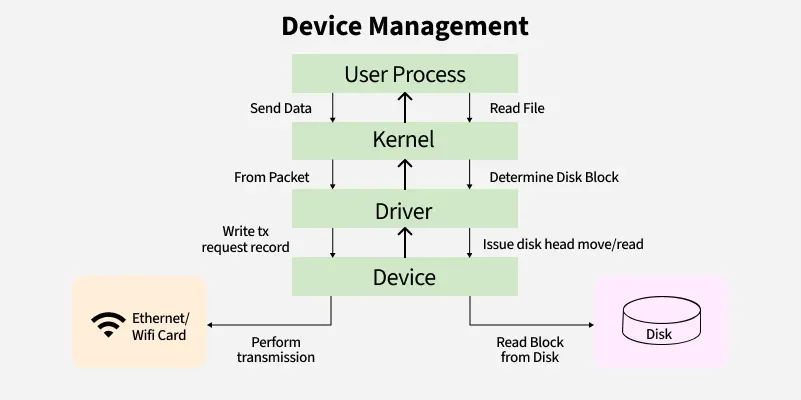 Device Management
User Process
Send Data
Read File
Kernel
From Packet
Determine Disk Block
Driver
Write tx
request record
Issue disk head move/read
Device
Ethernet/
Wifi Card
Disk
Perform
transmission
Read Block
from Disk